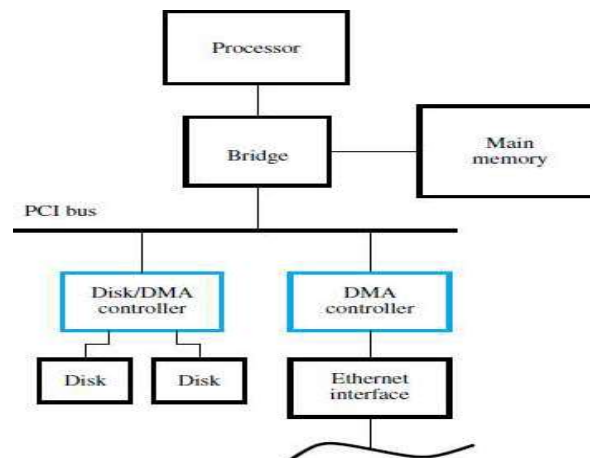 Processor
Bridge
Main
memory
PCI bus
Disk/DMA
controller
DMA
controller
Disk
Disk
Ethernet
interface